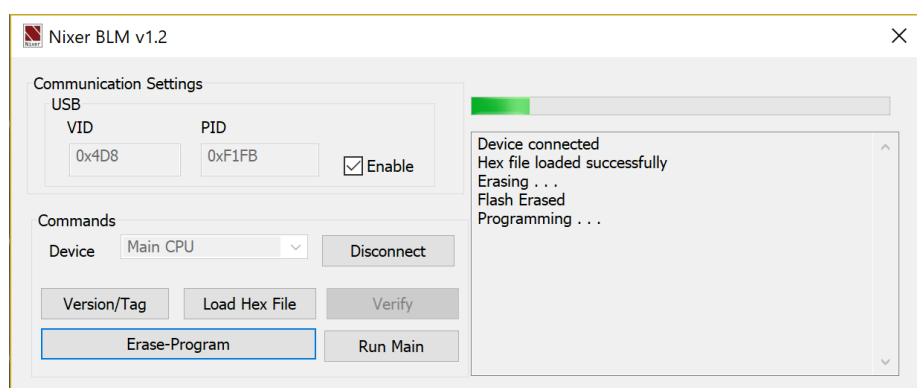 Nixer BLM v1.2
Communication Settings
USB
VID PID
0x4D8 0xF1FB Enable
Device connected
Hex file loaded successfully
Erasing . . .
Flash Erased
Programming . . .
Commands
Device Main CPU Disconnect
Version/Tag Load Hex File Verify
Erase-Program Run Main